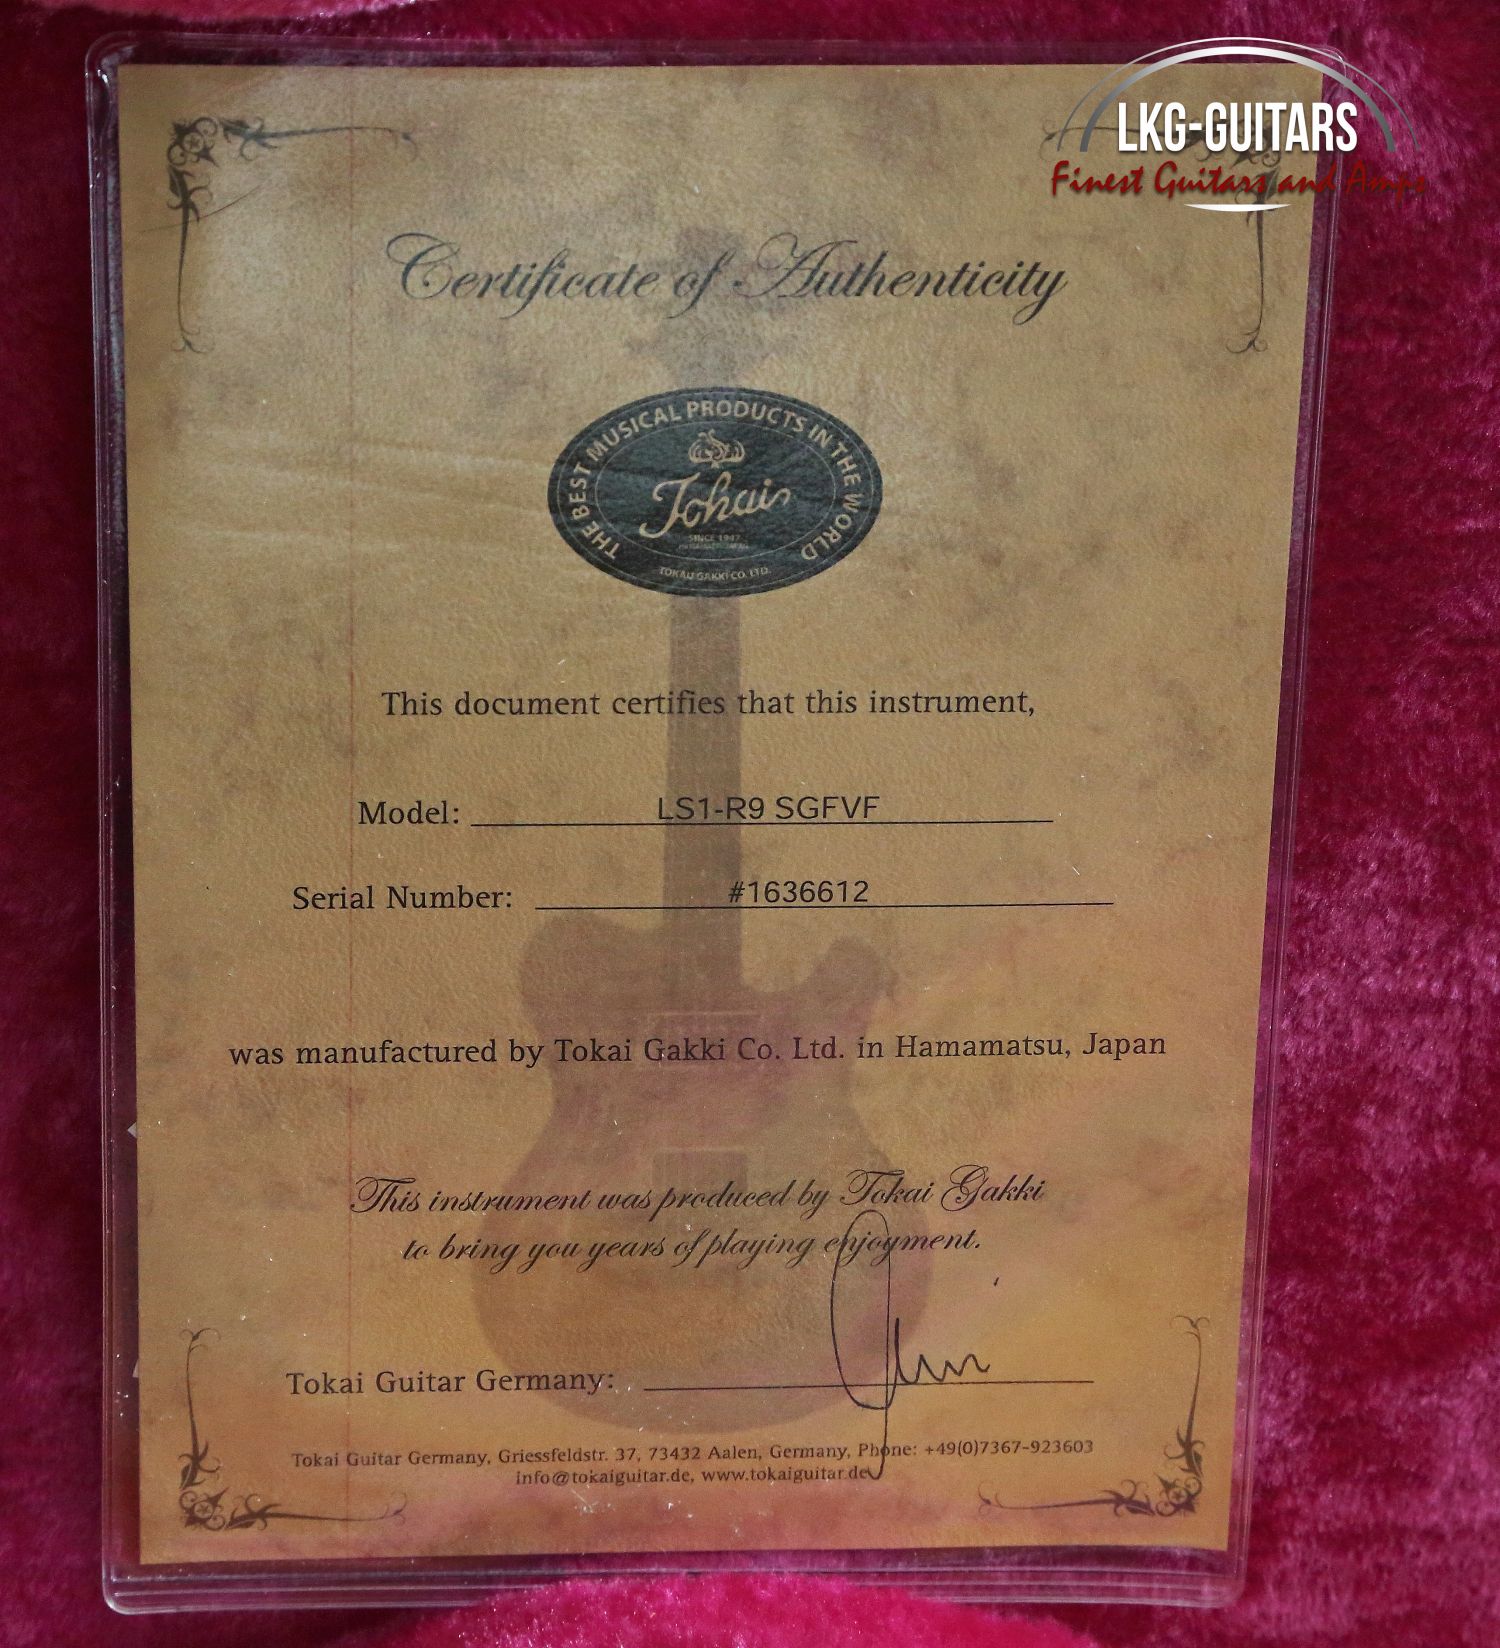 LKG-GUITARS
Finest Guitars and Amps
Certificate of Authenticity
THE BEST MUSICAL PRODUCTS IN THE WORLD
Tokai
SINCE 1947
TOKAI GAKKI CO. LTD.
This document certifies that this instrument,
Model: LS1-R9 SGFVF
Serial Number: #1636612
was manufactured by Tokai Gakki Co. Ltd. in Hamamatsu, Japan
This instrument was produced by Tokai Gakki
to bring you years of playing enjoyment.
Tokai Guitar Germany:
Tokai Guitar Germany, Griessfeldstr. 37, 73432 Aalen, Germany, Phone: +49(0)7367-923603
info@tokaiguitar.de, www.tokaiguitar.de